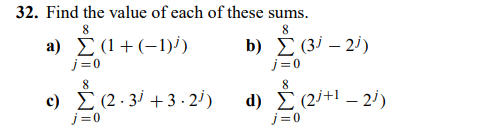 32. Find the value of each of these sums.
a) $\sum_{j=0}^{8} (1 + (-1)^j)$ b) $\sum_{j=0}^{8} (3^j - 2^j)$
c) $\sum_{j=0}^{8} (2 \cdot 3^j + 3 \cdot 2^j)$ d) $\sum_{j=0}^{8} (2^{j+1} - 2^j)$